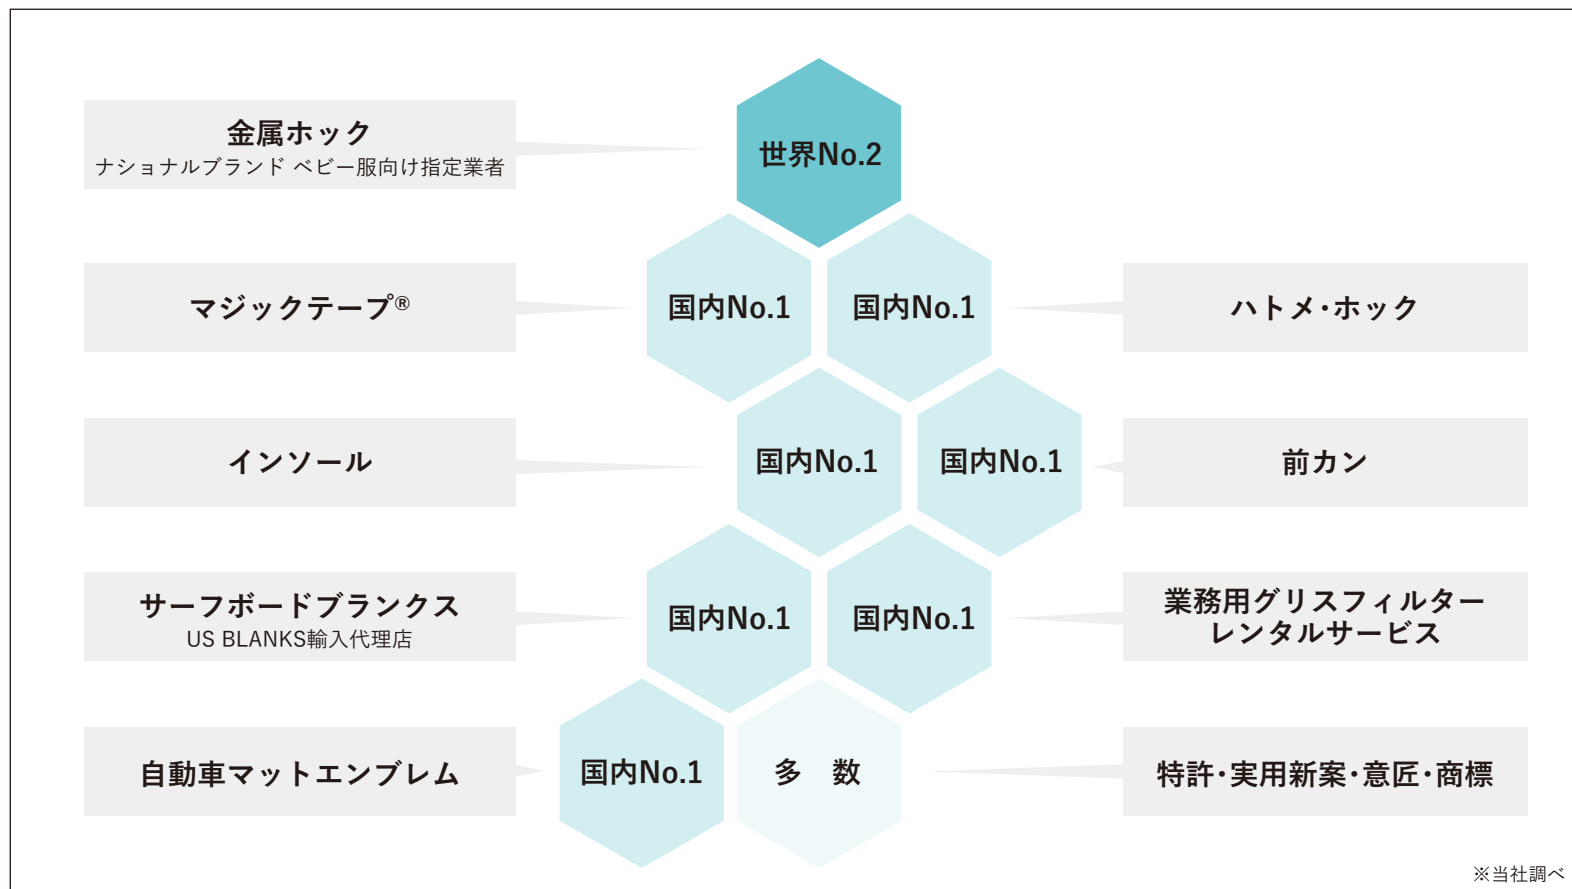 金属ホック
ナショナルブランド ベビー服向け指定業者
世界No.2
マジックテープ®
国内No.1
国内No.1
ハトメ・ホック
インソール
国内No.1
国内No.1
前カン
サーフボードブランクス
US BLANKS輸入代理店
国内No.1
国内No.1
業務用グリスフィルター
レンタルサービス
自動車マットエンブレム
国内No.1
多　数
特許・実用新案・意匠・商標
※当社調べ